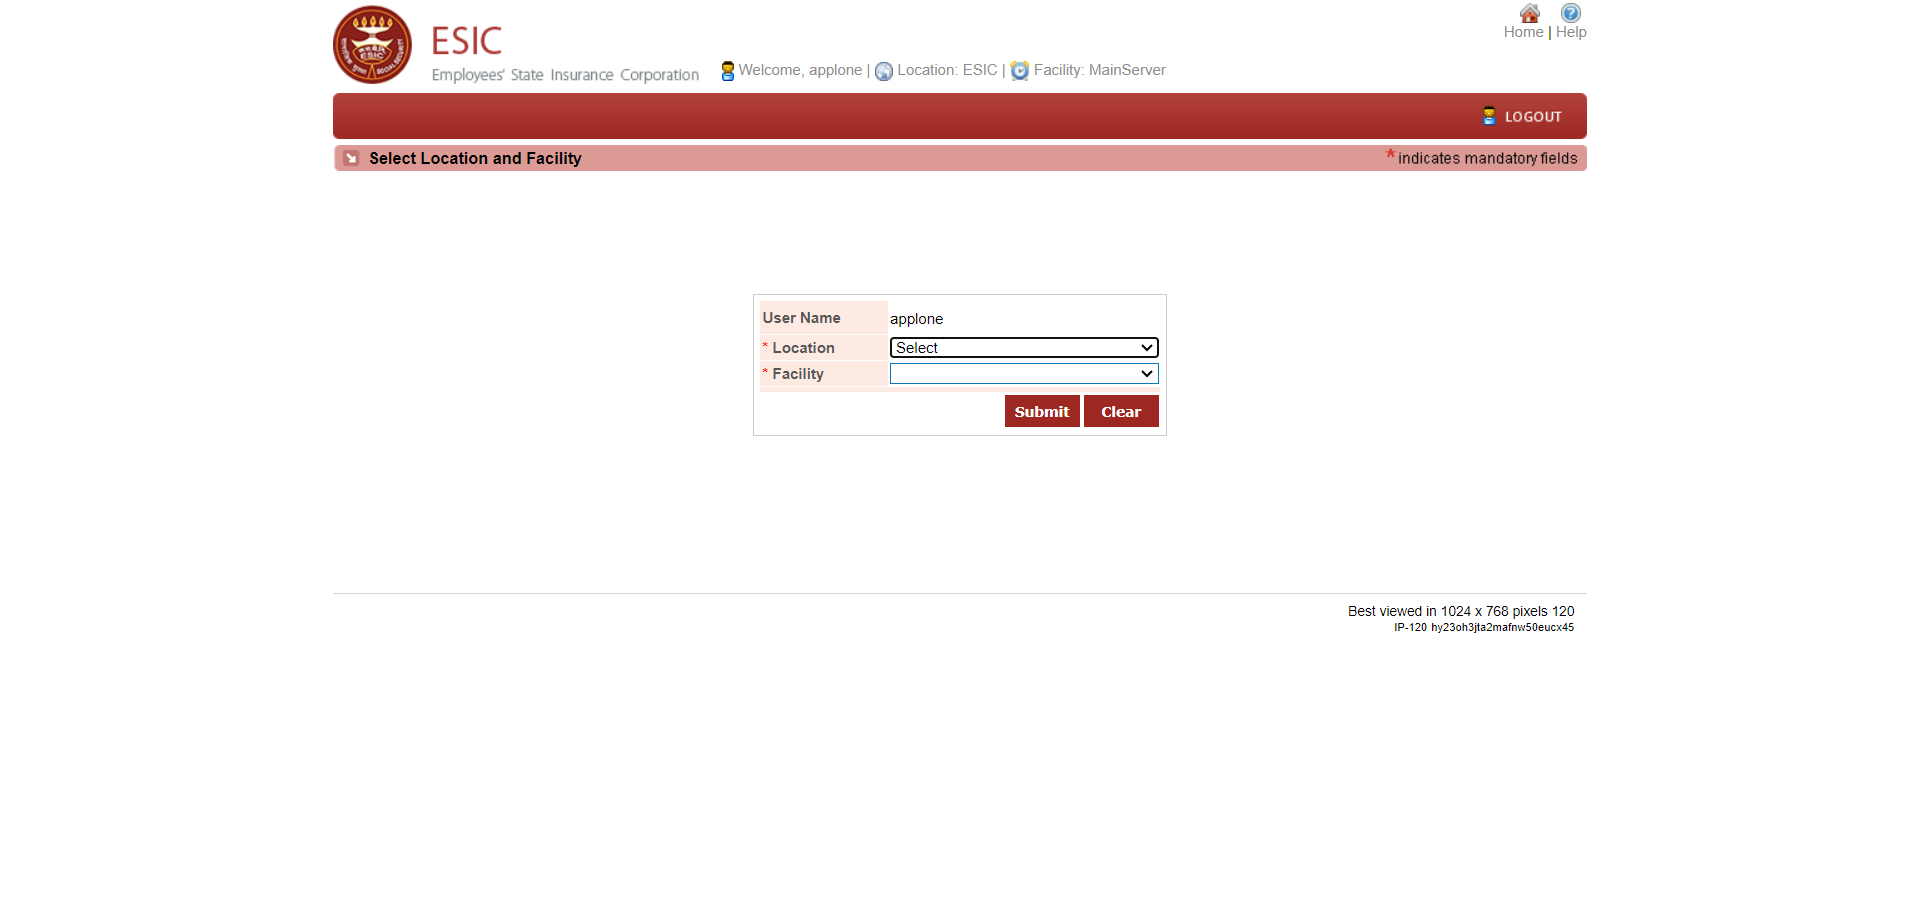 ESIC
Employees' State Insurance Corporation
Welcome, applone | Location: ESIC | Facility: MainServer
Home | Help
LOGOUT
Select Location and Facility
* indicates mandatory fields
User Name applone
* Location Select
* Facility
Submit Clear
Best viewed in 1024 x 768 pixels 120
IP-120 hy23oh3jta2mafnw50eucx45